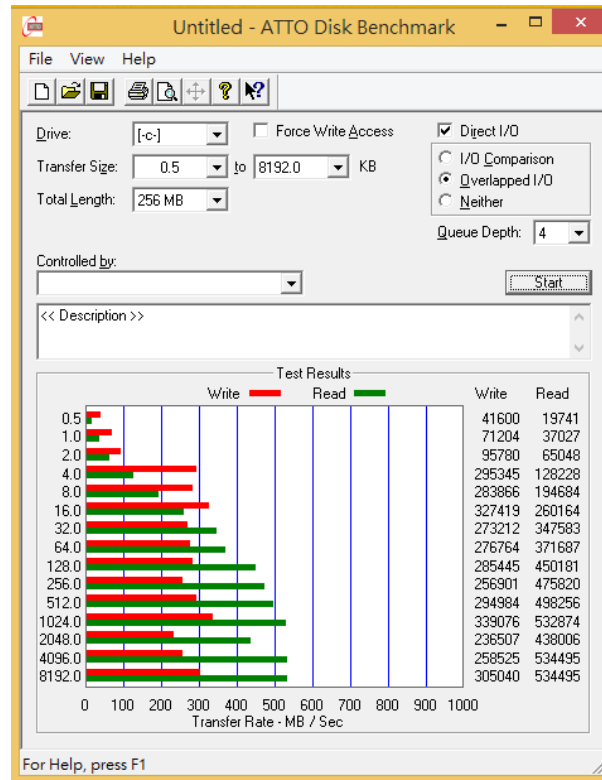 Untitled - ATTO Disk Benchmark
File View Help
Drive: [-c-] Force Write Access Direct I/O
Transfer Size: 0.5 to 8192.0 KB I/O Comparison
Overlapped I/O
Total Length: 256 MB Neither
Queue Depth: 4
Controlled by:
Start
<< Description >>
Test Results
Write Read Write Read
0.5 41600 19741
1.0 71204 37027
2.0 95780 65048
4.0 295345 128228
8.0 283866 194684
16.0 327419 260164
32.0 273212 347583
64.0 276764 371687
128.0 285445 450181
256.0 256901 475820
512.0 294984 498256
1024.0 339076 532874
2048.0 236507 438006
4096.0 258525 534495
8192.0 305040 534495
0 100 200 300 400 500 600 700 800 900 1000
Transfer Rate - MB / Sec
For Help, press F1